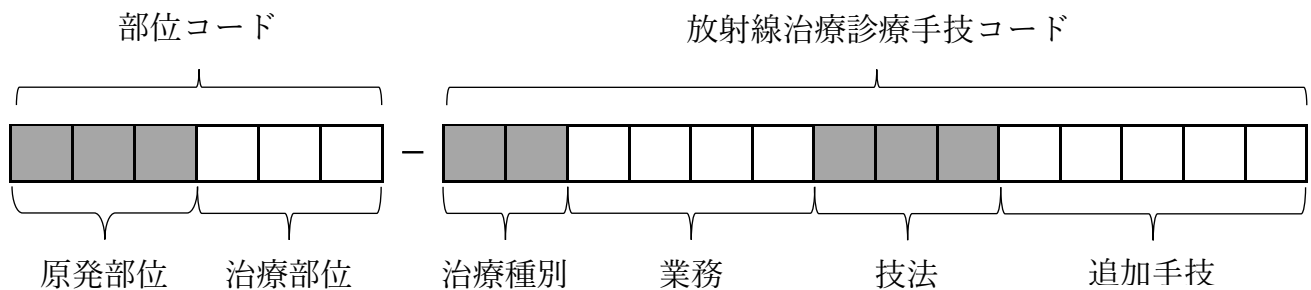 部位コード
放射線治療診療手技コード
－
原発部位
治療部位
治療種別
業務
技法
追加手技